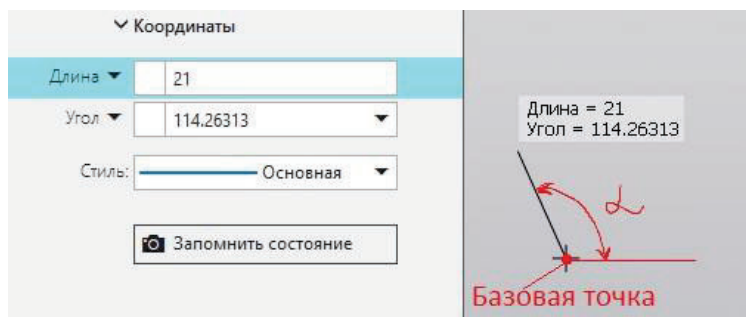 Координаты
Длина
21
Угол
114.26313
Стиль:
Основная
Запомнить состояние
Длина = 21
Угол = 114.26313
α
Базовая точка